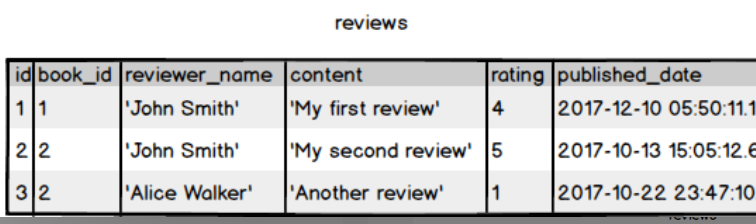 reviews
id book_id reviewer_name content rating published_date
1 1 'John Smith' 'My first review' 4 2017-12-10 05:50:11.1
2 2 'John Smith' 'My second review' 5 2017-10-13 15:05:12.6
3 2 'Alice Walker' 'Another review' 1 2017-10-22 23:47:10
reviews